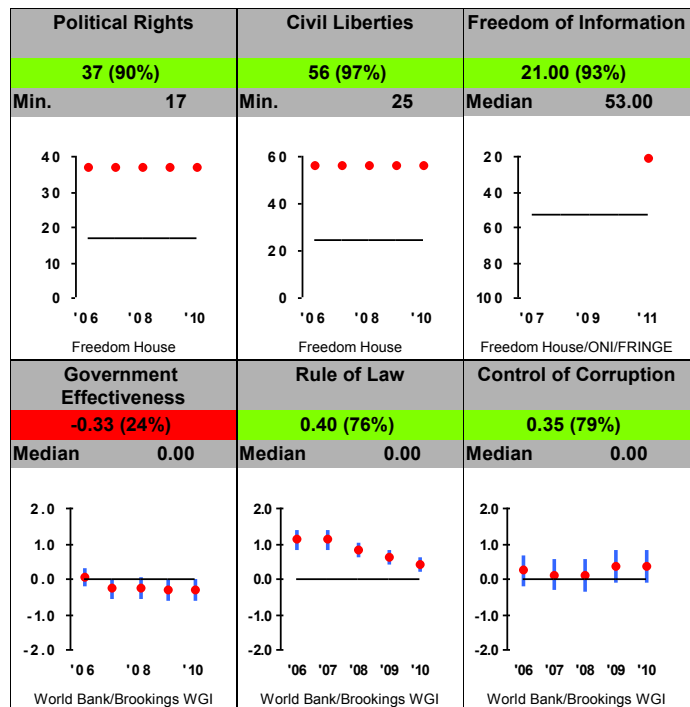 Political Rights
37 (90%)
Min. 17
40
30
20
10
0
'06 '08 '10
Freedom House
Civil Liberties
56 (97%)
Min. 25
60
40
20
0
'06 '08 '10
Freedom House
Freedom of Information
21.00 (93%)
Median 53.00
20
40
60
80
100
'07 '09 '11
Freedom House/ONI/FRINGE
Government
Effectiveness
-0.33 (24%)
Median 0.00
2.0
1.0
0.0
-1.0
-2.0
'06 '08 '10
World Bank/Brookings WGI
Rule of Law
0.40 (76%)
Median 0.00
2.0
1.0
0.0
-1.0
-2.0
'06 '07 '08 '09 '10
World Bank/Brookings WGI
Control of Corruption
0.35 (79%)
Median 0.00
2.0
1.0
0.0
-1.0
-2.0
'06 '07 '08 '09 '10
World Bank/Brookings WGI